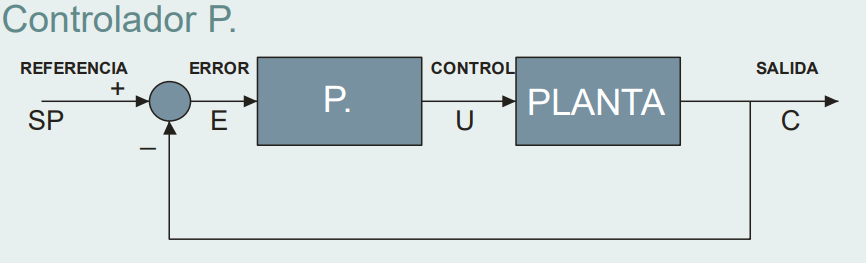 Controlador P.
REFERENCIA
ERROR
CONTROL
SALIDA
+
P.
PLANTA
SP
E
U
C
–